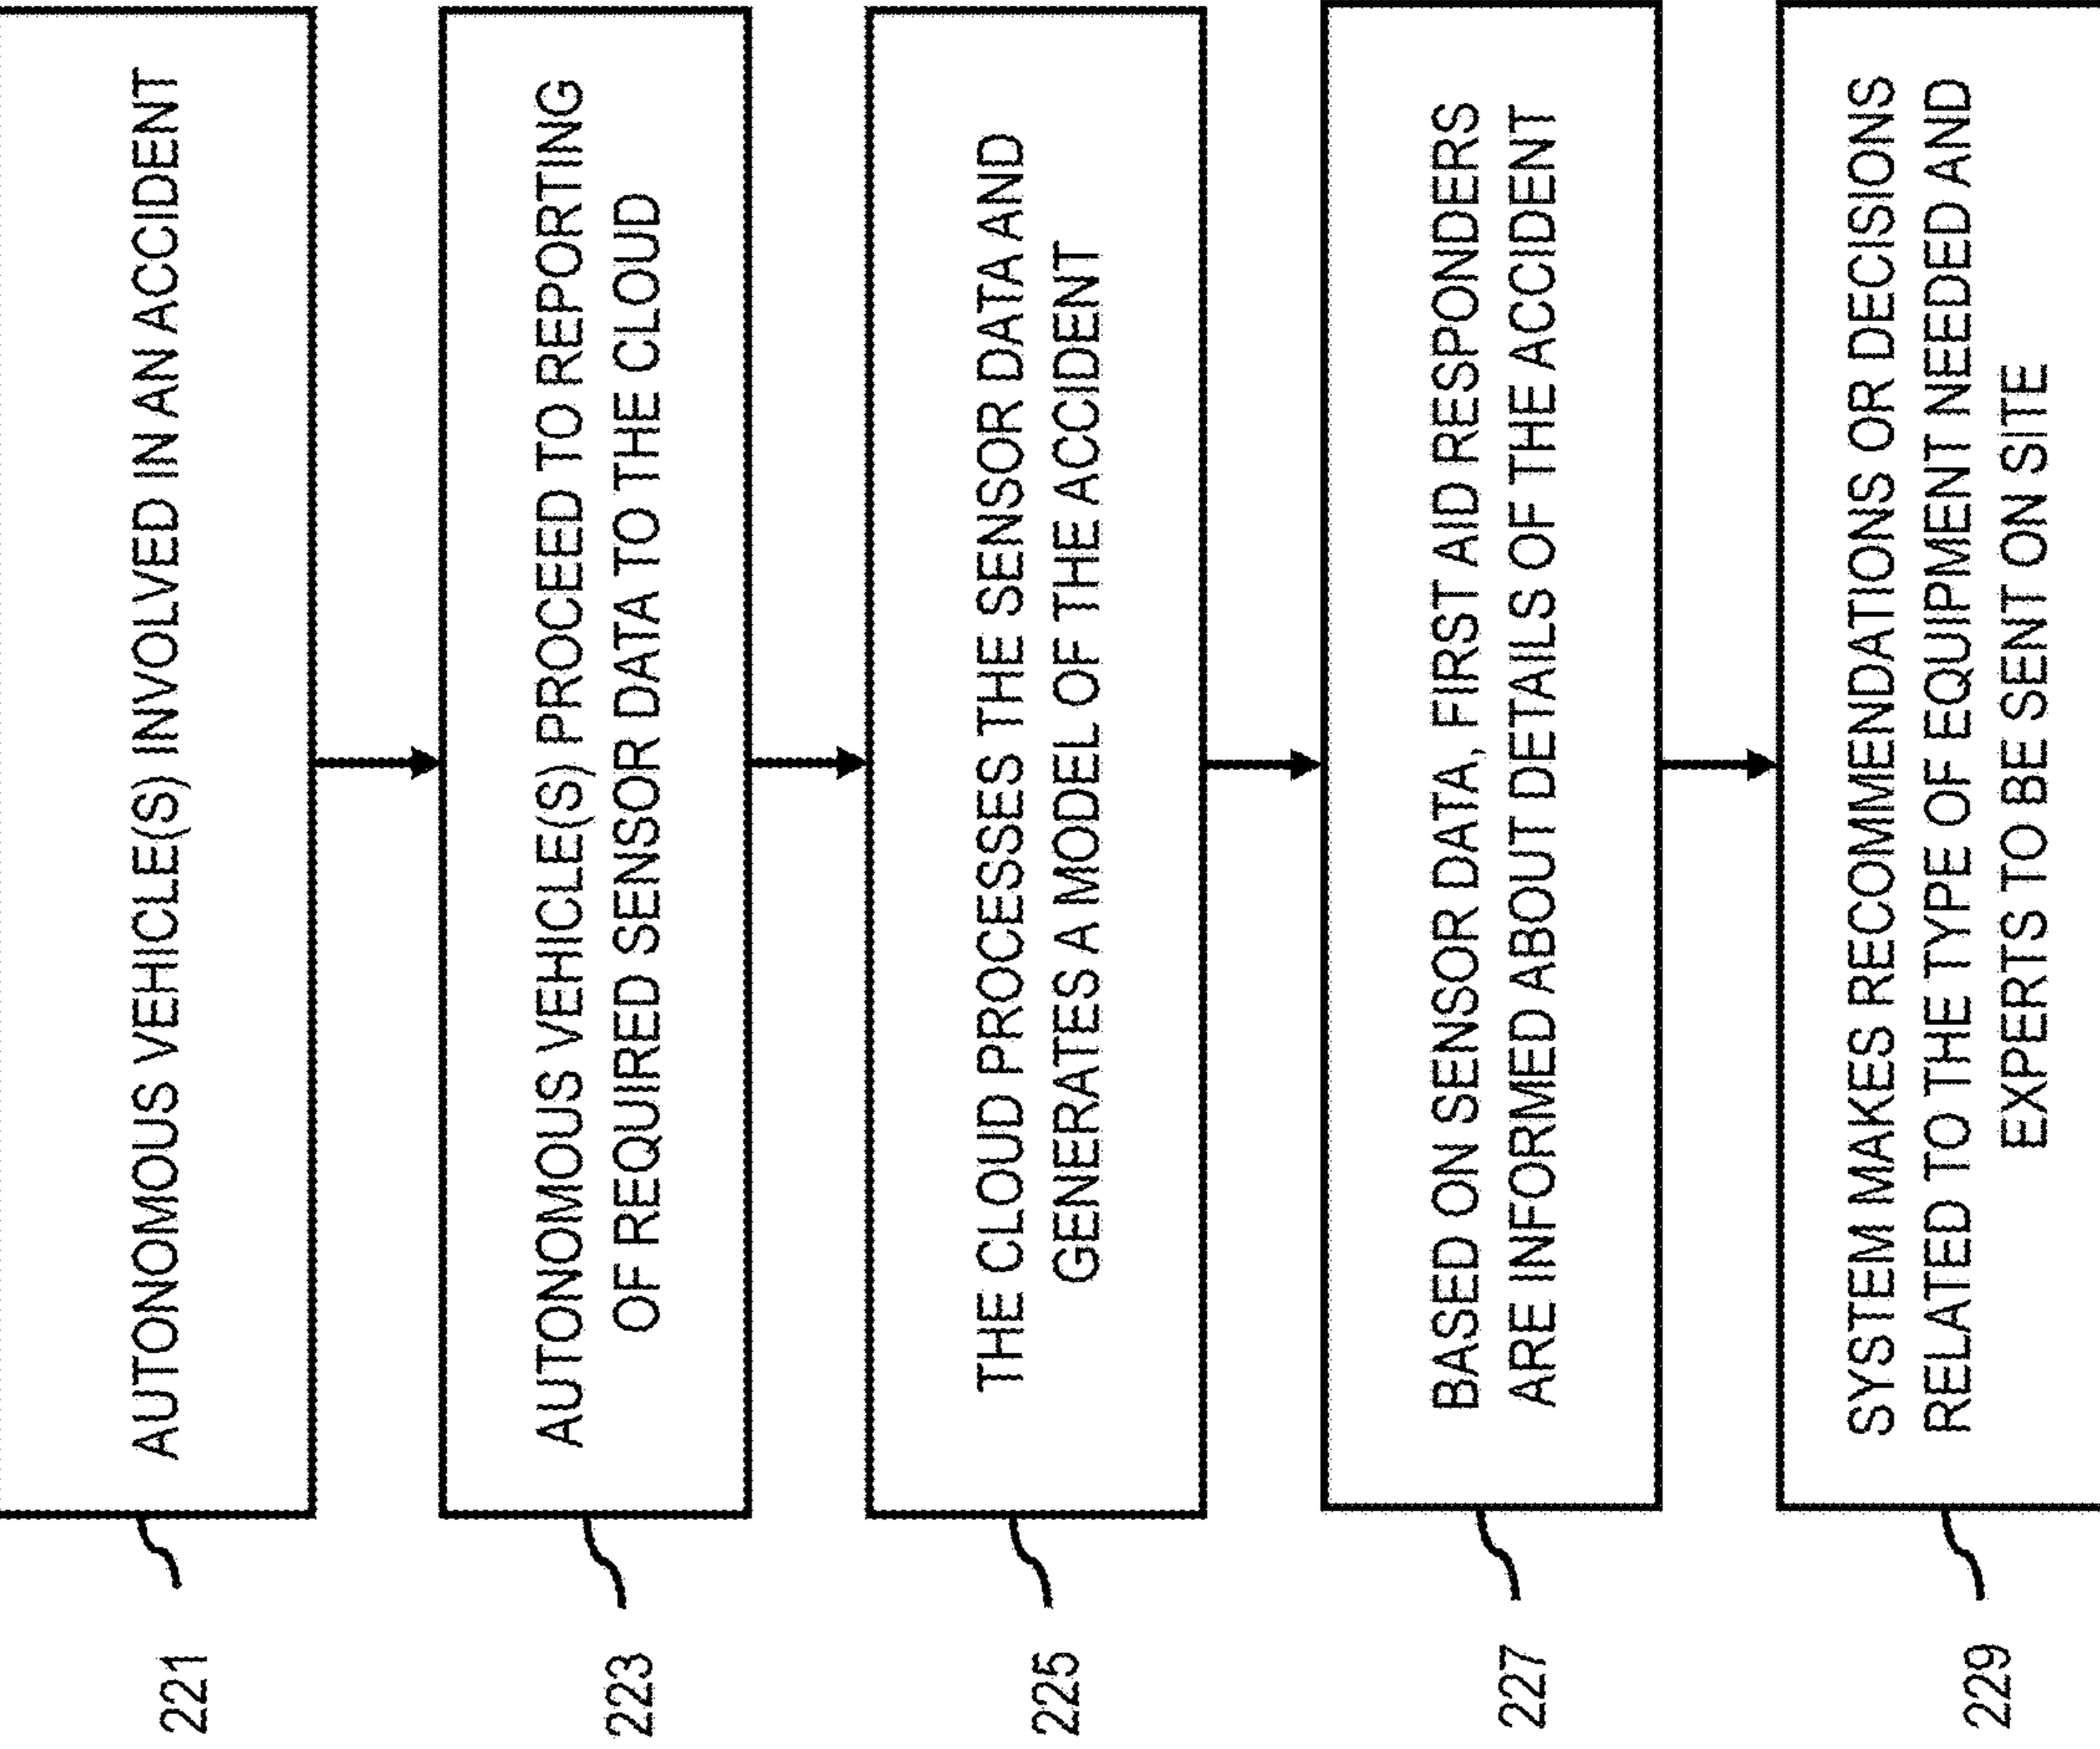 221
AUTONOMOUS VEHICLE(S) INVOLVED IN AN ACCIDENT
223
AUTONOMOUS VEHICLE(S) PROCEED TO REPORTING
OF REQUIRED SENSOR DATA TO THE CLOUD
225
THE CLOUD PROCESSES THE SENSOR DATA AND
GENERATES A MODEL OF THE ACCIDENT
227
BASED ON SENSOR DATA, FIRST AID RESPONDERS
ARE INFORMED ABOUT DETAILS OF THE ACCIDENT
229
SYSTEM MAKES RECOMMENDATIONS OR DECISIONS
RELATED TO THE TYPE OF EQUIPMENT NEEDED AND
EXPERTS TO BE SENT ON SITE